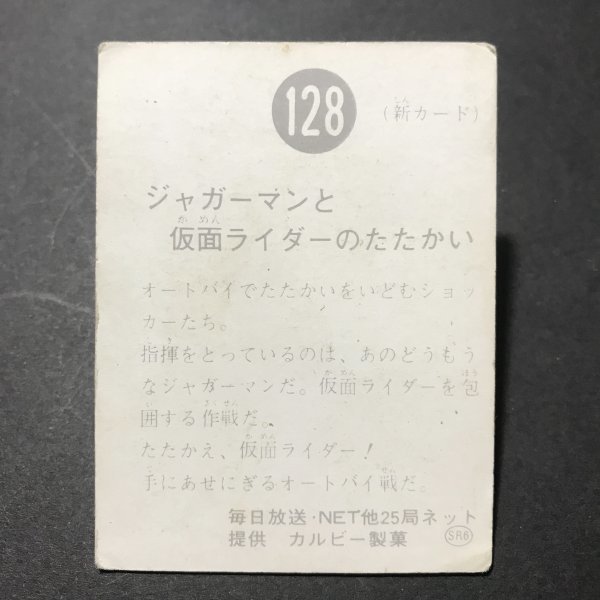 128
(新カード)
ジャガーマンと
仮面ライダーのたたかい
オートバイでたたかいをいどむショッ
カーたち。
指揮をとっているのは、あのどうもう
なジャガーマンだ。仮面ライダーを包
囲する作戦だ。
たたかえ、仮面ライダー!
手にあせにぎるオートバイ戦だ。
毎日放送・NET他25局ネット
提供 カルビー製菓 SR6